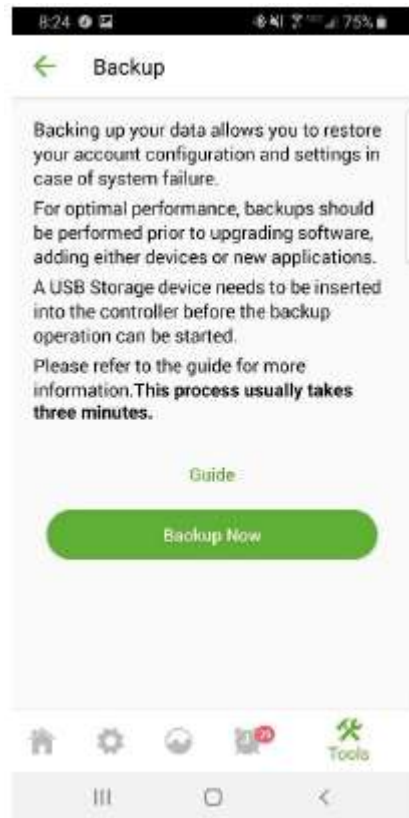 8:24
75%
Backup
Backing up your data allows you to restore
your account configuration and settings in
case of system failure.
For optimal performance, backups should
be performed prior to upgrading software,
adding either devices or new applications.
A USB Storage device needs to be inserted
into the controller before the backup
operation can be started.
Please refer to the guide for more
information.This process usually takes
three minutes.
Guide
Backup Now
Tools